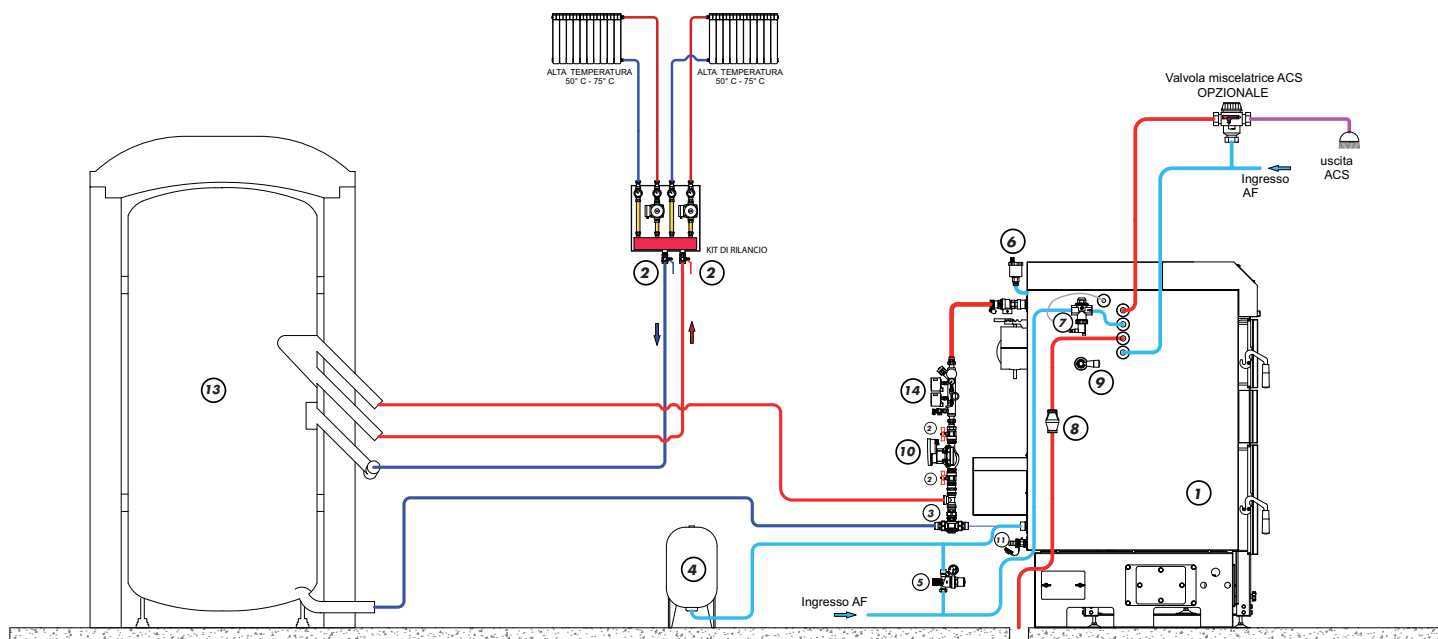 ALTA TEMPERATURA
50° C - 75° C
ALTA TEMPERATURA
50° C - 75° C
Valvola miscelatrice ACS
OPZIONALE
uscita
ACS
Ingresso
AF
KIT DI RILANCIO
2
2
6
7
9
13
14
8
2
10
2
1
3
11
4
5
Ingresso AF